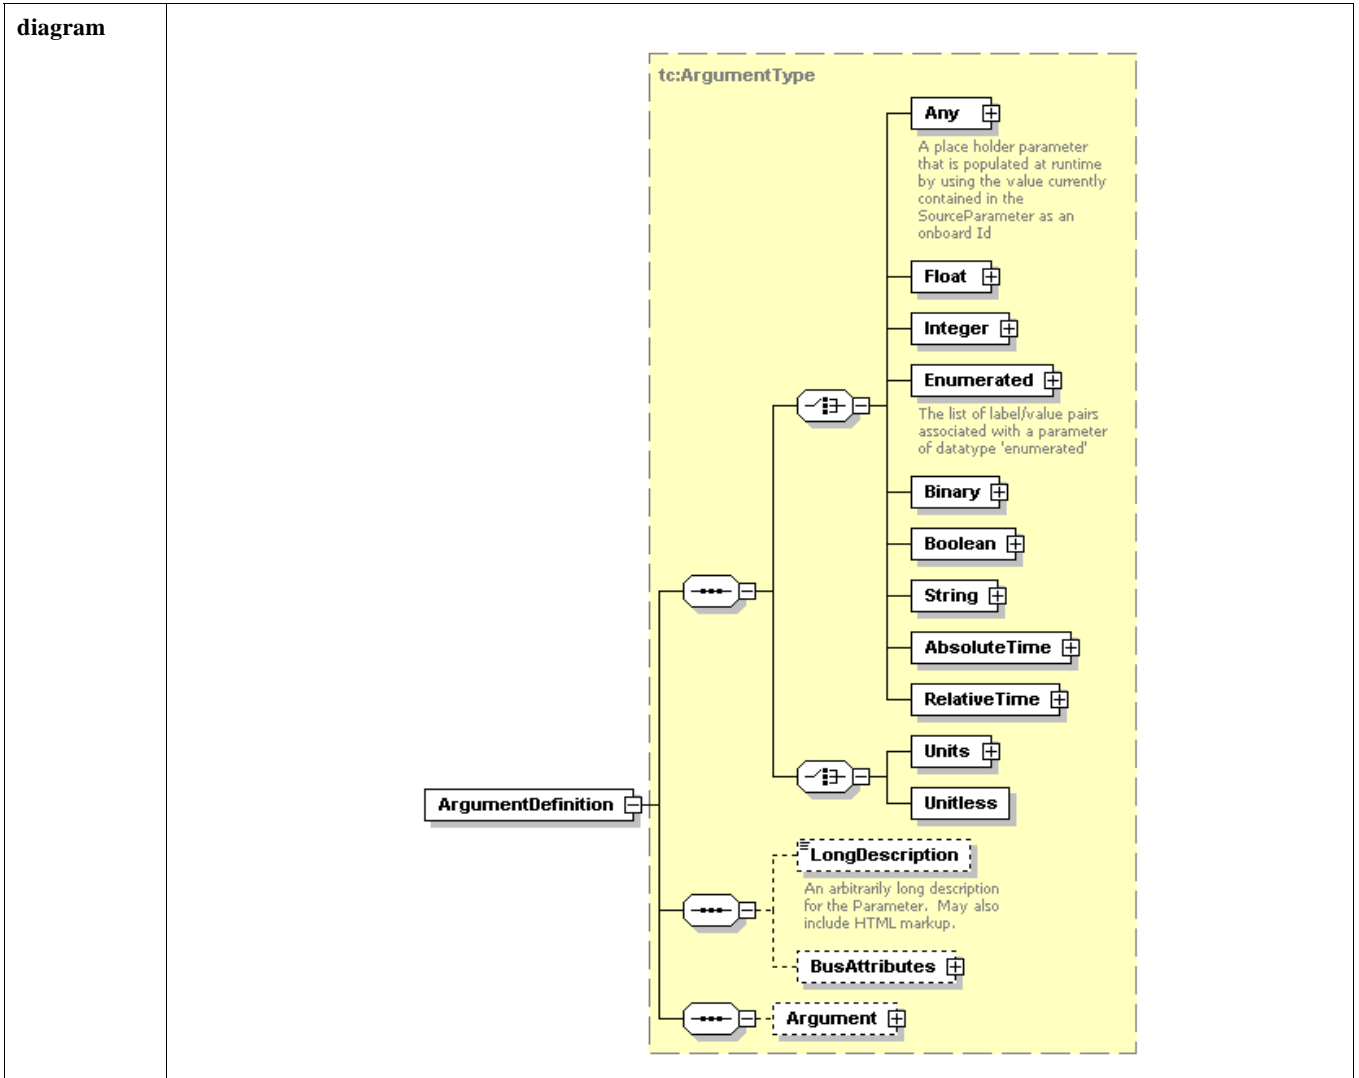 diagram
tc:ArgumentType
Any
A place holder parameter
that is populated at runtime
by using the value currently
contained in the
SourceParameter as an
onboard Id
Float
Integer
Enumerated
The list of label/value pairs
associated with a parameter
of datatype 'enumerated'
Binary
Boolean
String
AbsoluteTime
RelativeTime
Units
Unitless
ArgumentDefinition
LongDescription
An arbitrarily long description
for the Parameter.  May also
include HTML markup.
BusAttributes
Argument